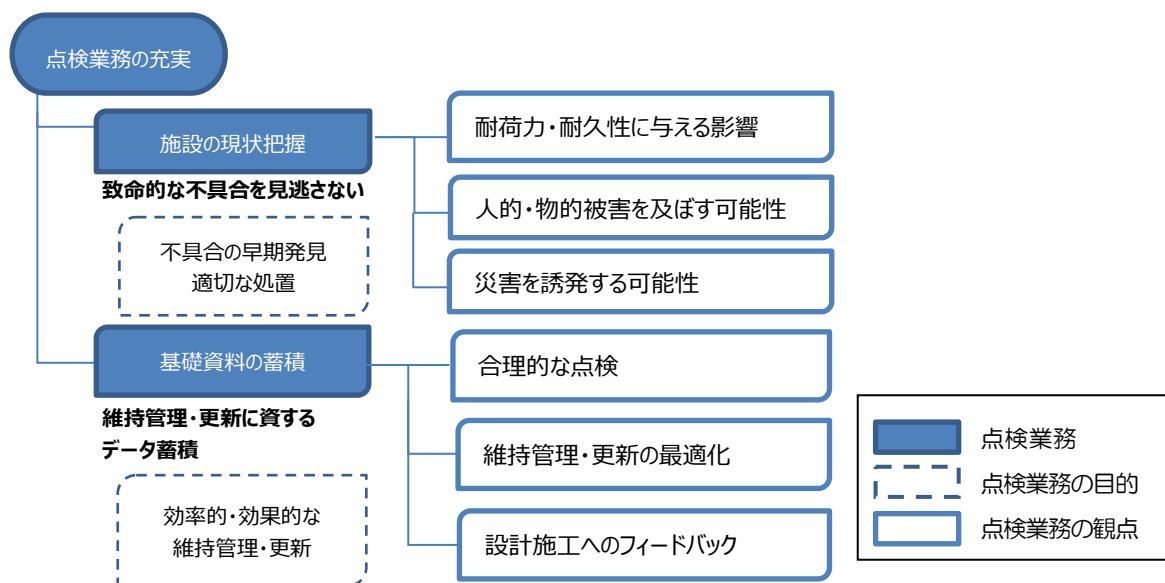 点検業務の充実
施設の現状把握
致命的な不具合を見逃さない
不具合の早期発見
適切な処置
耐荷力・耐久性に与える影響
人的・物的被害を及ぼす可能性
災害を誘発する可能性
基礎資料の蓄積
維持管理・更新に資する
データ蓄積
効率的・効果的な
維持管理・更新
合理的な点検
維持管理・更新の最適化
設計施工へのフィードバック
点検業務
点検業務の目的
点検業務の観点